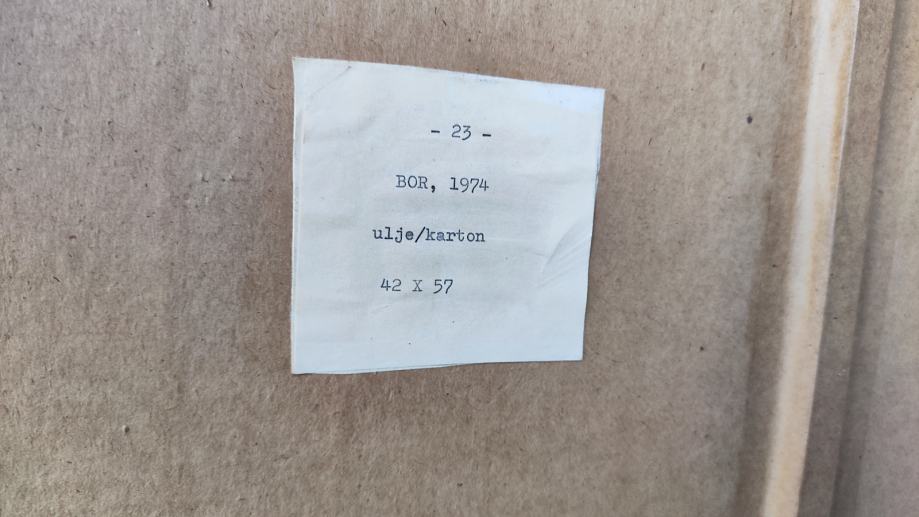 - 23 -
BOR, 1974
ulje/karton
42 X 57